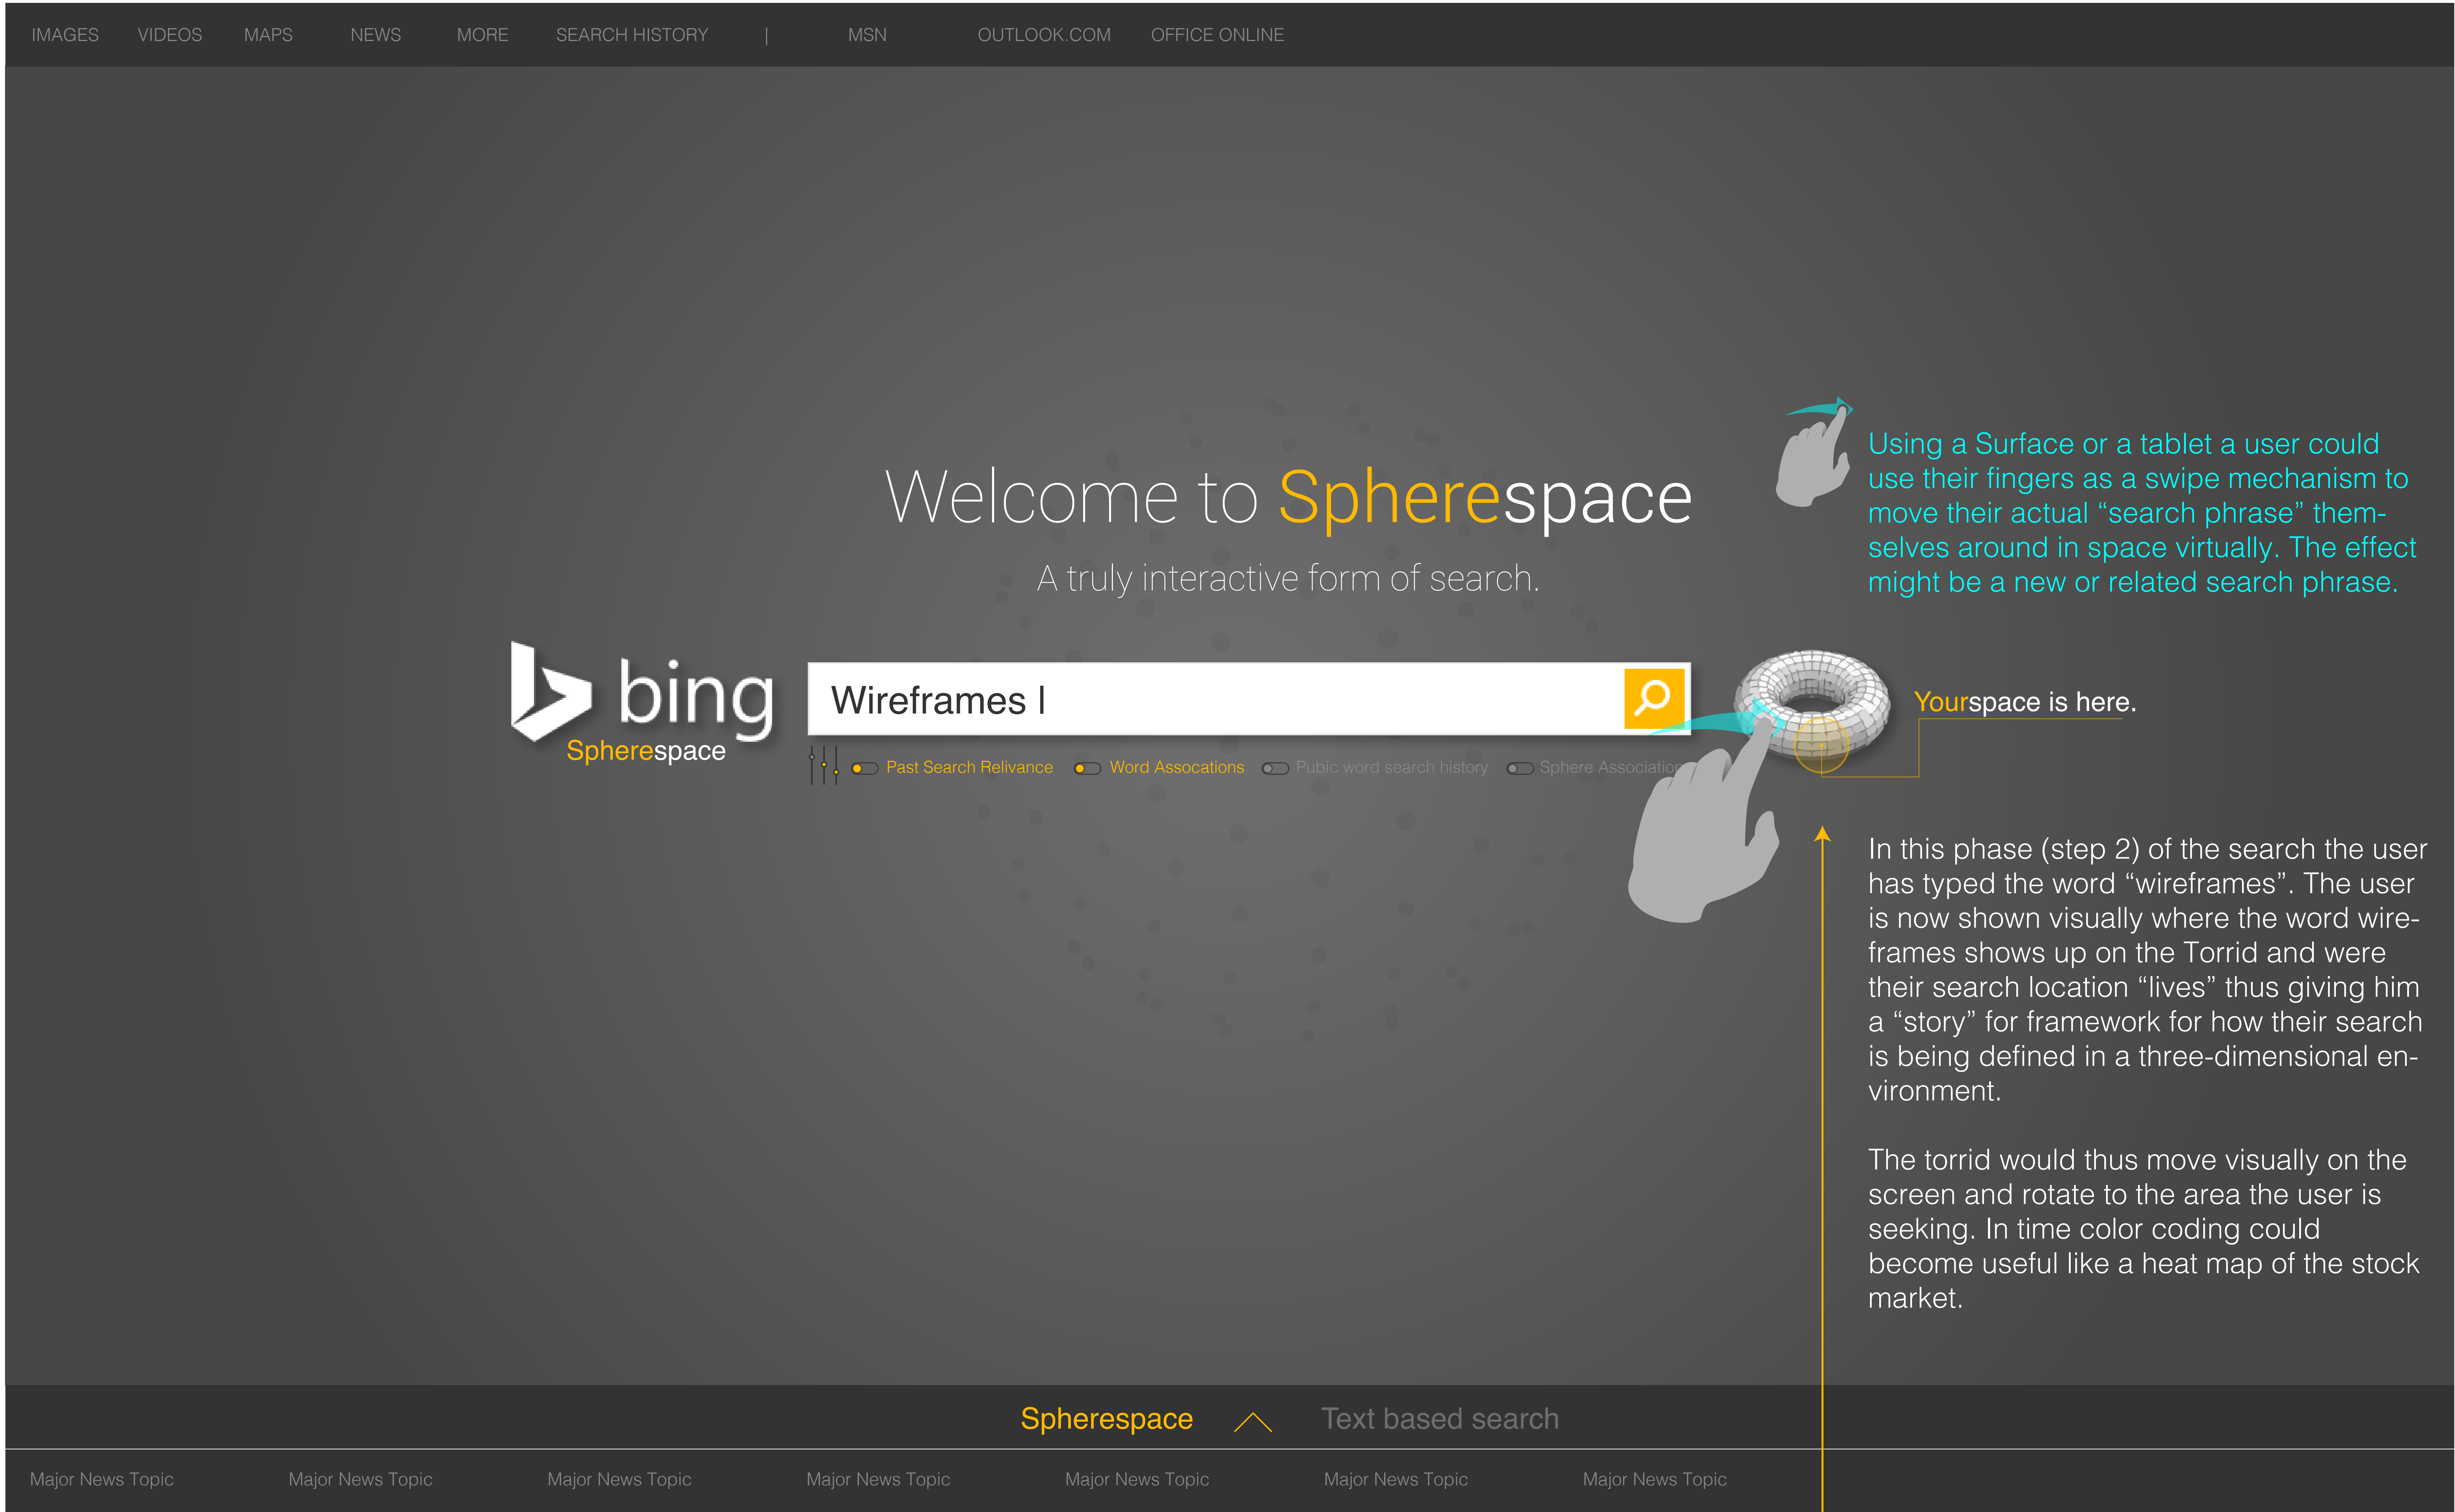 IMAGES VIDEOS MAPS NEWS MORE SEARCH HISTORY | MSN OUTLOOK.COM OFFICE ONLINE
Welcome to Spherespace
A truly interactive form of search.
Using a Surface or a tablet a user could
use their fingers as a swipe mechanism to
move their actual “search phrase” them-
selves around in space virtually. The effect
might be a new or related search phrase.
bing
Spherespace
Wireframes |
Past Search Relivance Word Assocations Pubic word search history Sphere Association
Yourspace is here.
In this phase (step 2) of the search the user
has typed the word “wireframes”. The user
is now shown visually where the word wire-
frames shows up on the Torrid and were
their search location “lives” thus giving him
a “story” for framework for how their search
is being defined in a three-dimensional en-
vironment.
The torrid would thus move visually on the
screen and rotate to the area the user is
seeking. In time color coding could
become useful like a heat map of the stock
market.
Spherespace Text based search
Major News Topic Major News Topic Major News Topic Major News Topic Major News Topic Major News Topic Major News Topic